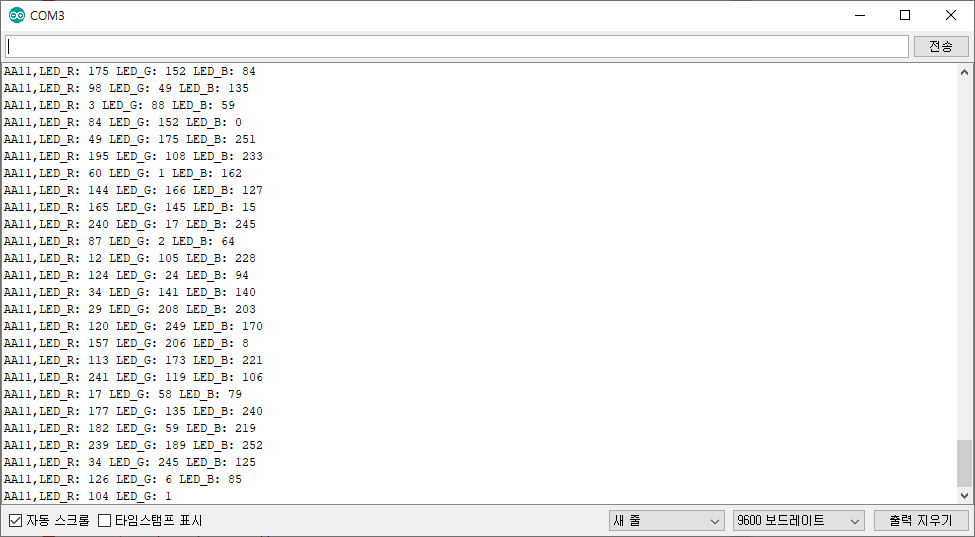 COM3
전송
AA11,LED_R: 175 LED_G: 152 LED_B: 84
AA11,LED_R: 98 LED_G: 49 LED_B: 135
AA11,LED_R: 3 LED_G: 88 LED_B: 59
AA11,LED_R: 84 LED_G: 152 LED_B: 0
AA11,LED_R: 49 LED_G: 175 LED_B: 251
AA11,LED_R: 195 LED_G: 108 LED_B: 233
AA11,LED_R: 60 LED_G: 1 LED_B: 162
AA11,LED_R: 144 LED_G: 166 LED_B: 127
AA11,LED_R: 165 LED_G: 145 LED_B: 15
AA11,LED_R: 240 LED_G: 17 LED_B: 245
AA11,LED_R: 87 LED_G: 2 LED_B: 64
AA11,LED_R: 12 LED_G: 105 LED_B: 228
AA11,LED_R: 124 LED_G: 24 LED_B: 94
AA11,LED_R: 34 LED_G: 141 LED_B: 140
AA11,LED_R: 29 LED_G: 208 LED_B: 203
AA11,LED_R: 120 LED_G: 249 LED_B: 170
AA11,LED_R: 157 LED_G: 206 LED_B: 8
AA11,LED_R: 113 LED_G: 173 LED_B: 221
AA11,LED_R: 241 LED_G: 119 LED_B: 106
AA11,LED_R: 17 LED_G: 58 LED_B: 79
AA11,LED_R: 177 LED_G: 135 LED_B: 240
AA11,LED_R: 182 LED_G: 59 LED_B: 219
AA11,LED_R: 239 LED_G: 189 LED_B: 252
AA11,LED_R: 34 LED_G: 245 LED_B: 125
AA11,LED_R: 126 LED_G: 6 LED_B: 85
AA11,LED_R: 104 LED_G: 1
자동 스크롤 타임스탬프 표시 새 줄 9600 보드레이트 출력 지우기